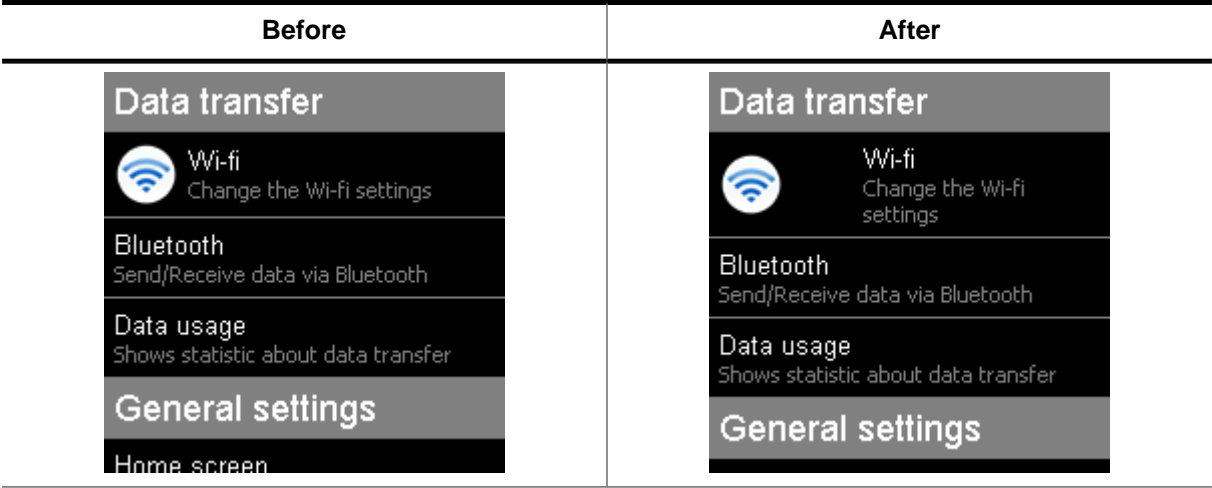 Before
After
Data transfer
Wi-fi
Change the Wi-fi settings
Bluetooth
Send/Receive data via Bluetooth
Data usage
Shows statistic about data transfer
General settings
Home screen
Data transfer
Wi-fi
Change the Wi-fi
settings
Bluetooth
Send/Receive data via Bluetooth
Data usage
Shows statistic about data transfer
General settings